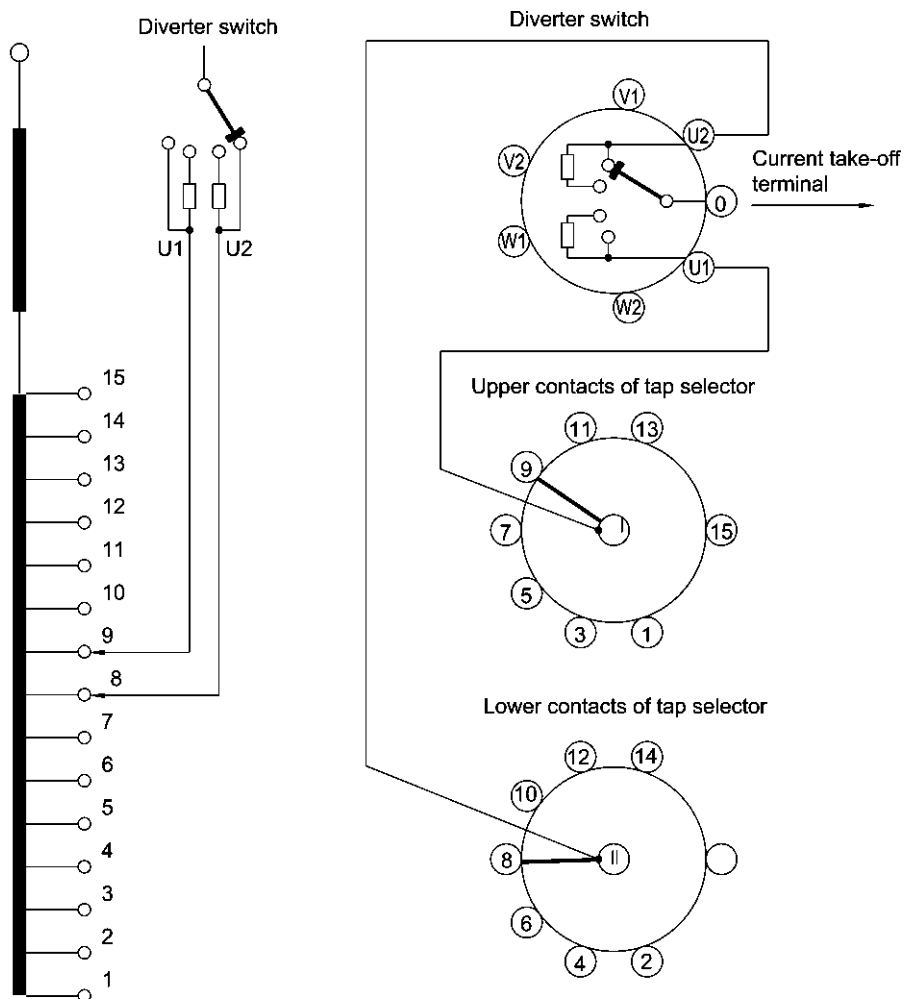 Diverter switch
U1
U2
15
14
13
12
11
10
9
8
7
6
5
4
3
2
1
Diverter switch
V1
U2
V2
Current take-off
terminal
0
W1
U1
W2
Upper contacts of tap selector
11
13
9
7
I
15
5
3
1
Lower contacts of tap selector
12
14
10
8
II
6
4
2